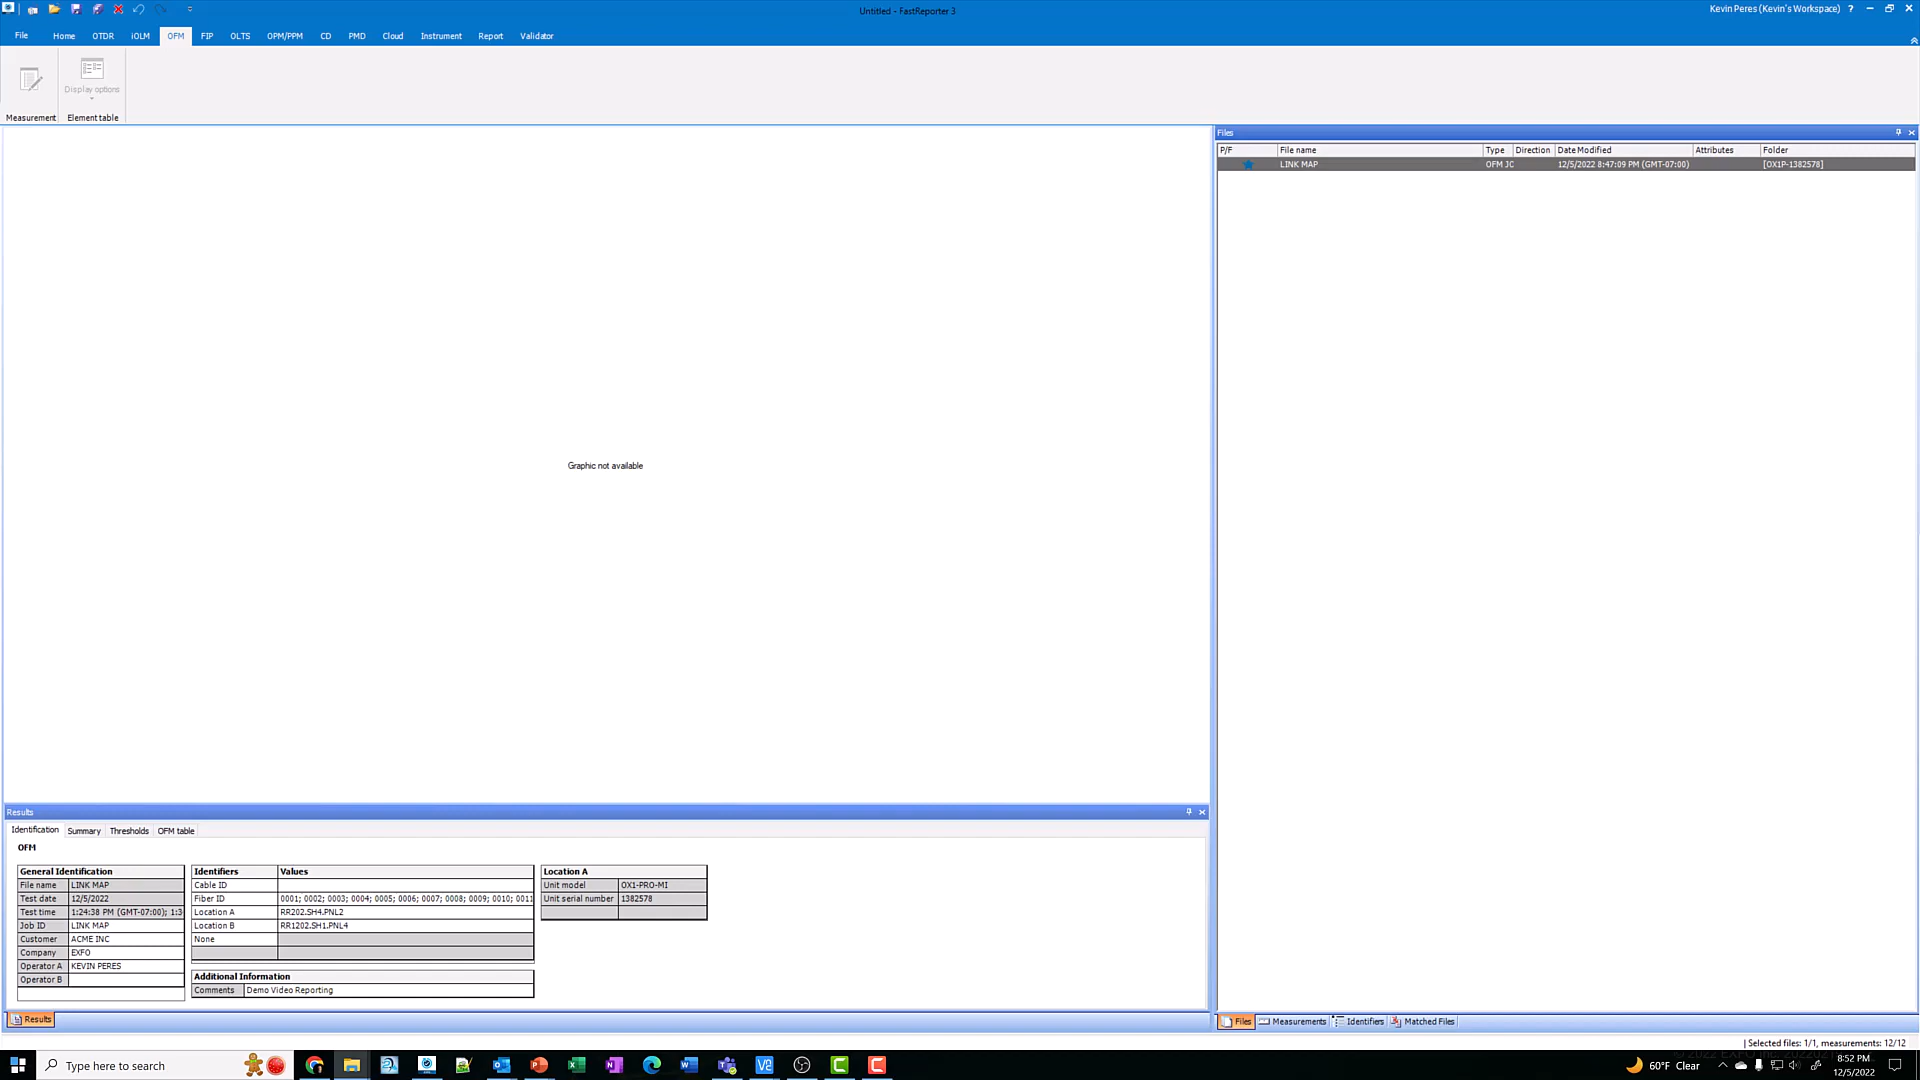 Untitled - FastReporter 3
Kevin Peres (Kevin's Workspace) ?
File Home OTDR iOLM OFM FIP OLTS OPM/PPM CD PMD Cloud Instrument Report Validator
Display options
Measurement Element table
Files
P/F File name Type Direction Date Modified Attributes Folder
LINK MAP OFM JC 12/5/2022 8:47:09 PM (GMT-07:00) [OX1P-1382578]
Graphic not available
Results
Identification Summary Thresholds OFM table
OFM
General Identification
File name LINK MAP
Test date 12/5/2022
Test time 1:24:38 PM (GMT-07:00); 1:3
Job ID LINK MAP
Customer ACME INC
Company EXFO
Operator A KEVIN PERES
Operator B
Identifiers Values
Cable ID
Fiber ID 0001; 0002; 0003; 0004; 0005; 0006; 0007; 0008; 0009; 0010; 0011
Location A RR202.SH4.PNL2
Location B RR1202.SH1.PNL4
None
Additional Information
Comments Demo Video Reporting
Location A
Unit model OX1-PRO-MI
Unit serial number 1382578
Results
Files Measurements Identifiers Matched Files
Selected files: 1/1, measurements: 12/12
Type here to search
60°F Clear
8:52 PM
12/5/2022